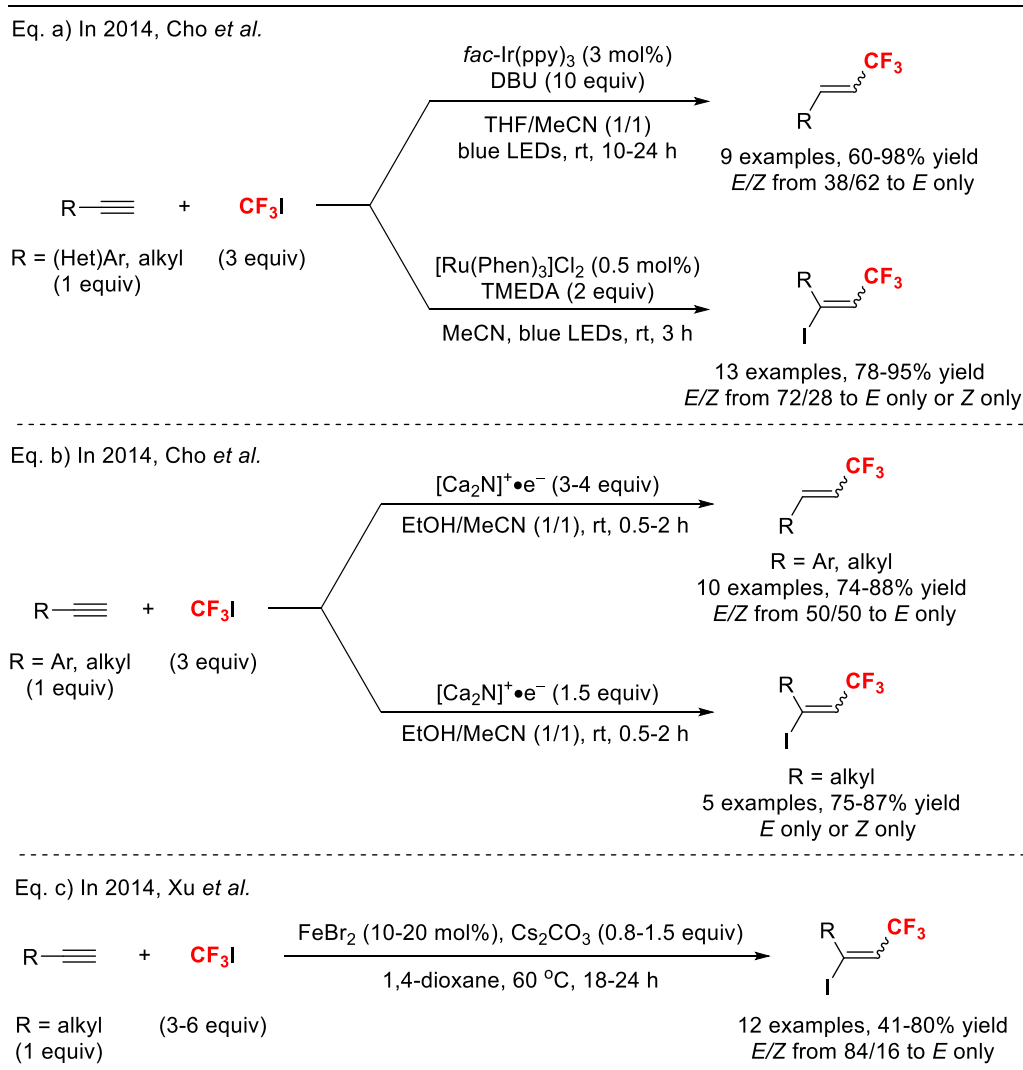 Eq. a) In 2014, Cho et al.
fac-Ir(ppy)₃ (3 mol%)
DBU (10 equiv)
THF/MeCN (1/1)
blue LEDs, rt, 10-24 h
CF₃
R
9 examples, 60-98% yield
E/Z from 38/62 to E only
R
+
CF₃I
R = (Het)Ar, alkyl
(1 equiv)
(3 equiv)
[Ru(Phen)₃]Cl₂ (0.5 mol%)
TMEDA (2 equiv)
MeCN, blue LEDs, rt, 3 h
R
CF₃
I
13 examples, 78-95% yield
E/Z from 72/28 to E only or Z only
Eq. b) In 2014, Cho et al.
[Ca₂N]⁺•e⁻ (3-4 equiv)
EtOH/MeCN (1/1), rt, 0.5-2 h
CF₃
R
R = Ar, alkyl
10 examples, 74-88% yield
E/Z from 50/50 to E only
R
+
CF₃I
R = Ar, alkyl
(1 equiv)
(3 equiv)
[Ca₂N]⁺•e⁻ (1.5 equiv)
EtOH/MeCN (1/1), rt, 0.5-2 h
R
CF₃
I
R = alkyl
5 examples, 75-87% yield
E only or Z only
Eq. c) In 2014, Xu et al.
R
+
CF₃I
FeBr₂ (10-20 mol%), Cs₂CO₃ (0.8-1.5 equiv)
1,4-dioxane, 60 °C, 18-24 h
R
CF₃
I
R = alkyl
(1 equiv)
(3-6 equiv)
12 examples, 41-80% yield
E/Z from 84/16 to E only